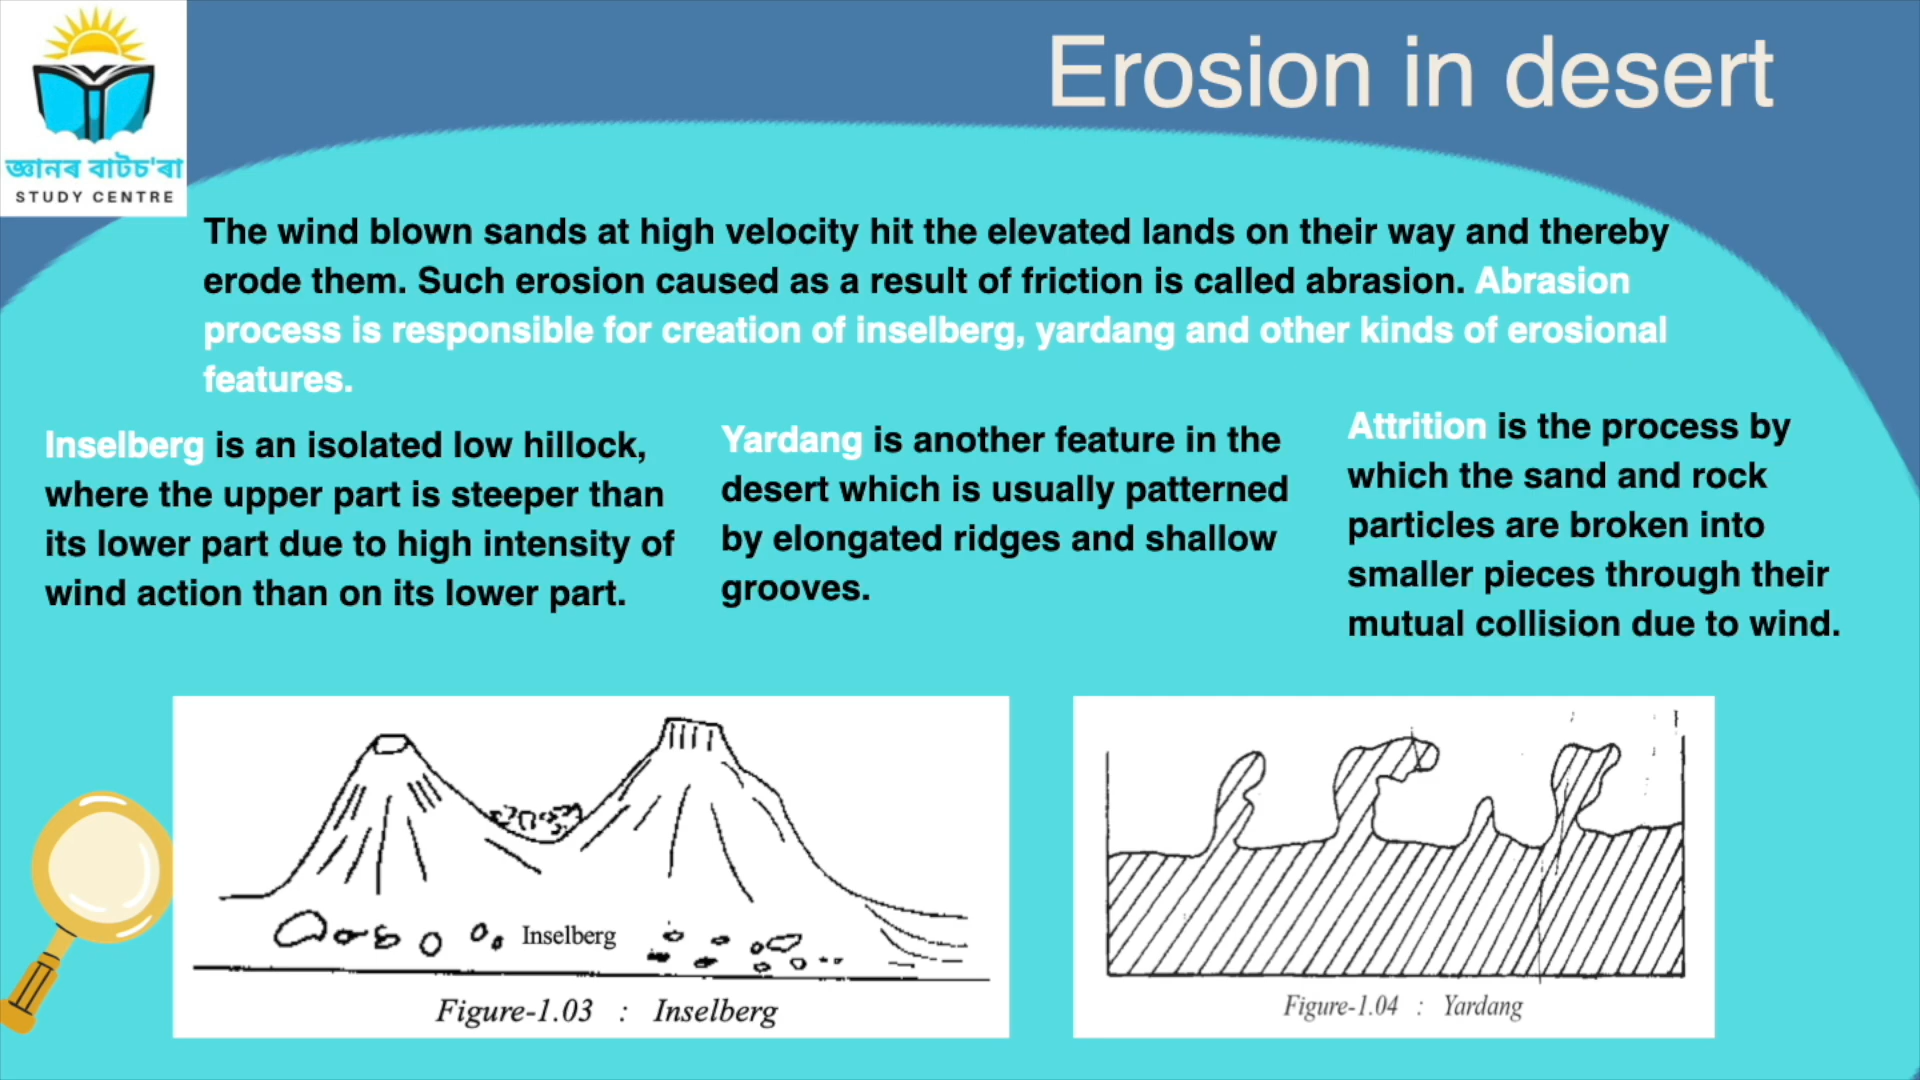 Erosion in desert
জ্ঞানৰ বাটচ'ৰা
STUDY CENTRE
The wind blown sands at high velocity hit the elevated lands on their way and thereby
erode them. Such erosion caused as a result of friction is called abrasion. Abrasion
process is responsible for creation of inselberg, yardang and other kinds of erosional
features.
Inselberg is an isolated low hillock,
where the upper part is steeper than
its lower part due to high intensity of
wind action than on its lower part.
Yardang is another feature in the
desert which is usually patterned
by elongated ridges and shallow
grooves.
Attrition is the process by
which the sand and rock
particles are broken into
smaller pieces through their
mutual collision due to wind.
Inselberg
Figure-1.03 : Inselberg
Figure-1.04 : Yardang